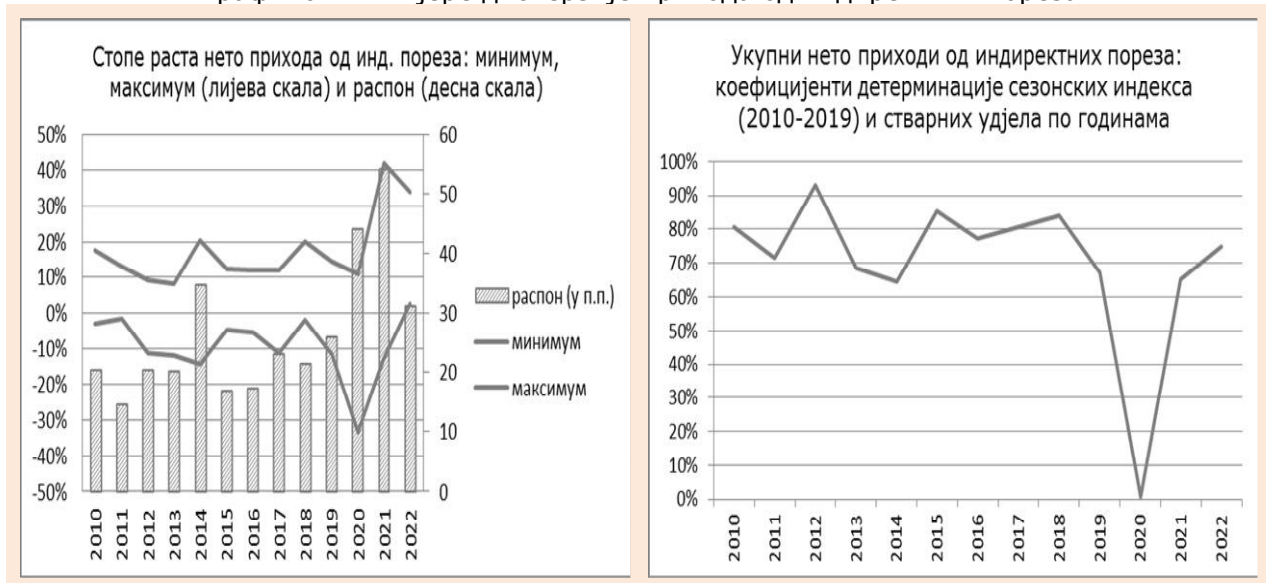 Стопе раста нето прихода од инд. пореза: минимум,
максимум (лијева скала) и распон (десна скала)
50%
40%
30%
20%
10%
0%
-10%
-20%
-30%
-40%
-50%
60
50
40
30
20
10
0
распон (у п.п.)
минимум
максимум
2010 2011 2012 2013 2014 2015 2016 2017 2018 2019 2020 2021 2022
Укупни нето приходи од индиректних пореза:
коефицијенти детерминације сезонских индекса
(2010-2019) и стварних удјела по годинама
100%
90%
80%
70%
60%
50%
40%
30%
20%
10%
0%
2010 2011 2012 2013 2014 2015 2016 2017 2018 2019 2020 2021 2022